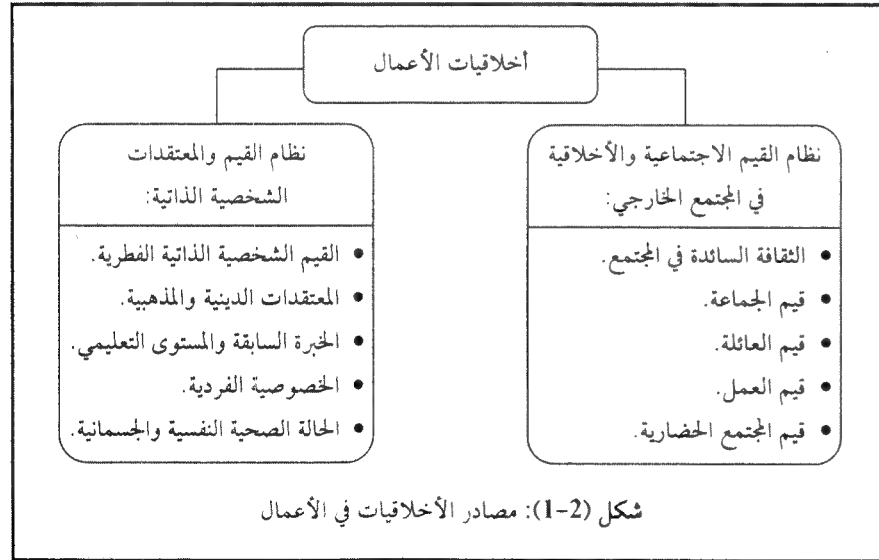 أخلاقيات الأعمال
نظام القيم الاجتماعية والأخلاقية
في المجتمع الخارجي:
• الثقافة السائدة في المجتمع.
• قيم الجماعة.
• قيم العائلة.
• قيم العمل.
• قيم المجتمع الحضارية.
نظام القيم والمعتقدات
الشخصية الذاتية:
• القيم الشخصية الذاتية الفطرية.
• المعتقدات الدينية والمذهبية.
• الخبرة السابقة والمستوى التعليمي.
• الخصوصية الفردية.
• الحالة الصحية النفسية والجسمانية.
شكل (2-1): مصادر الأخلاقيات في الأعمال